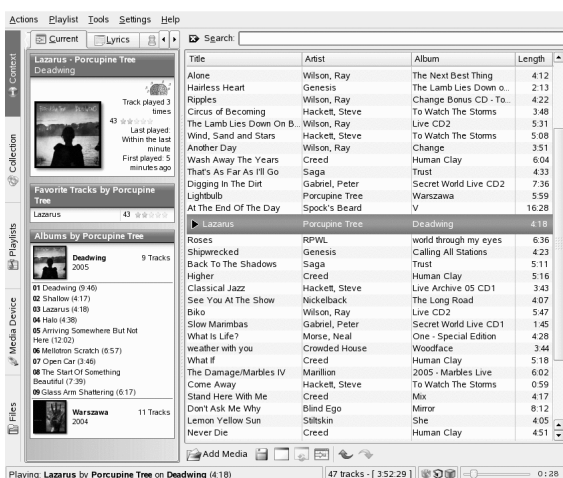 Actions Playlist Tools Settings Help
Current
Lyrics
Search:
Context
Collection
Playlists
Media Device
Files
Lazarus - Porcupine Tree
Deadwing
Track played 3
times
43
Last played:
Within the last
minute
First played: 5
minutes ago
Favorite Tracks by Porcupine
Tree
Lazarus 43
Albums by Porcupine Tree
Deadwing 9 Tracks
2005
01 Deadwing (9:46)
02 Shallow (4:17)
03 Lazarus (4:18)
04 Halo (4:38)
05 Arriving Somewhere But Not
Here (12:02)
06 Mellotron Scratch (6:57)
07 Open Car (3:46)
08 The Start Of Something
Beautiful (7:39)
09 Glass Arm Shattering (6:17)
Warszawa 11 Tracks
2004
Title Artist Album Length
Alone Wilson, Ray The Next Best Thing 4:12
Hairless Heart Genesis The Lamb Lies Down o... 2:13
Ripples Wilson, Ray Change Bonus CD - To... 4:22
Circus of Becoming Hackett, Steve To Watch The Storms 3:48
The Lamb Lies Down On B... Wilson, Ray Live CD2 5:31
Wind, Sand and Stars Hackett, Steve To Watch The Storms 5:08
Another Day Wilson, Ray Change 3:51
Wash Away The Years Creed Human Clay 6:04
That's As Far As I'll Go Saga Trust 4:33
Digging In The Dirt Gabriel, Peter Secret World Live CD2 7:36
Lightbulb Porcupine Tree Warszawa 5:59
At The End Of The Day Spock's Beard V 16:28
Lazarus Porcupine Tree Deadwing 4:18
Roses RPWL world through my eyes 6:36
Shipwrecked Genesis Calling All Stations 4:23
Back To The Shadows Saga Trust 5:11
Higher Creed Human Clay 5:16
Classical Jazz Hackett, Steve Live Archive 05 CD1 3:43
See You At The Show Nickelback The Long Road 4:07
Biko Wilson, Ray Live CD2 5:47
Slow Marimbas Gabriel, Peter Secret World Live CD1 1:45
What Is Life? Morse, Neal One - Special Edition 4:28
weather with you Crowded House Woodface 3:44
What If Creed Human Clay 5:18
The Damage/Marbles IV Marillion 2005 - Marbles Live 6:02
Come Away Hackett, Steve To Watch The Storms 0:59
Stand Here With Me Creed Mix 4:17
Don't Ask Me Why Blind Ego Mirror 8:12
Lemon Yellow Sun Stiltskin She 4:05
Never Die Creed Human Clay 4:51
Add Media
Playing: Lazarus by Porcupine Tree on Deadwing (4:18) 47 tracks - [ 3:52:29 ] 0:28